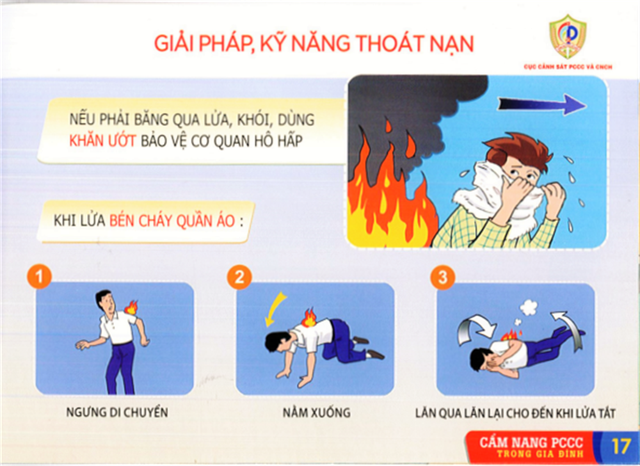 GIẢI PHÁP, KỸ NĂNG THOÁT NẠN
CỤC CẢNH SÁT PCCC VÀ CNCH
NẾU PHẢI BĂNG QUA LỬA, KHÓI, DÙNG
KHĂN ƯỚT BẢO VỆ CƠ QUAN HÔ HẤP
KHI LỬA BÉN CHÁY QUẦN ÁO :
1
2
3
NGƯNG DI CHUYỂN
NẰM XUỐNG
LĂN QUA LĂN LẠI CHO ĐẾN KHI LỬA TẮT
CẨM NANG PCCC
TRONG GIA ĐÌNH
17